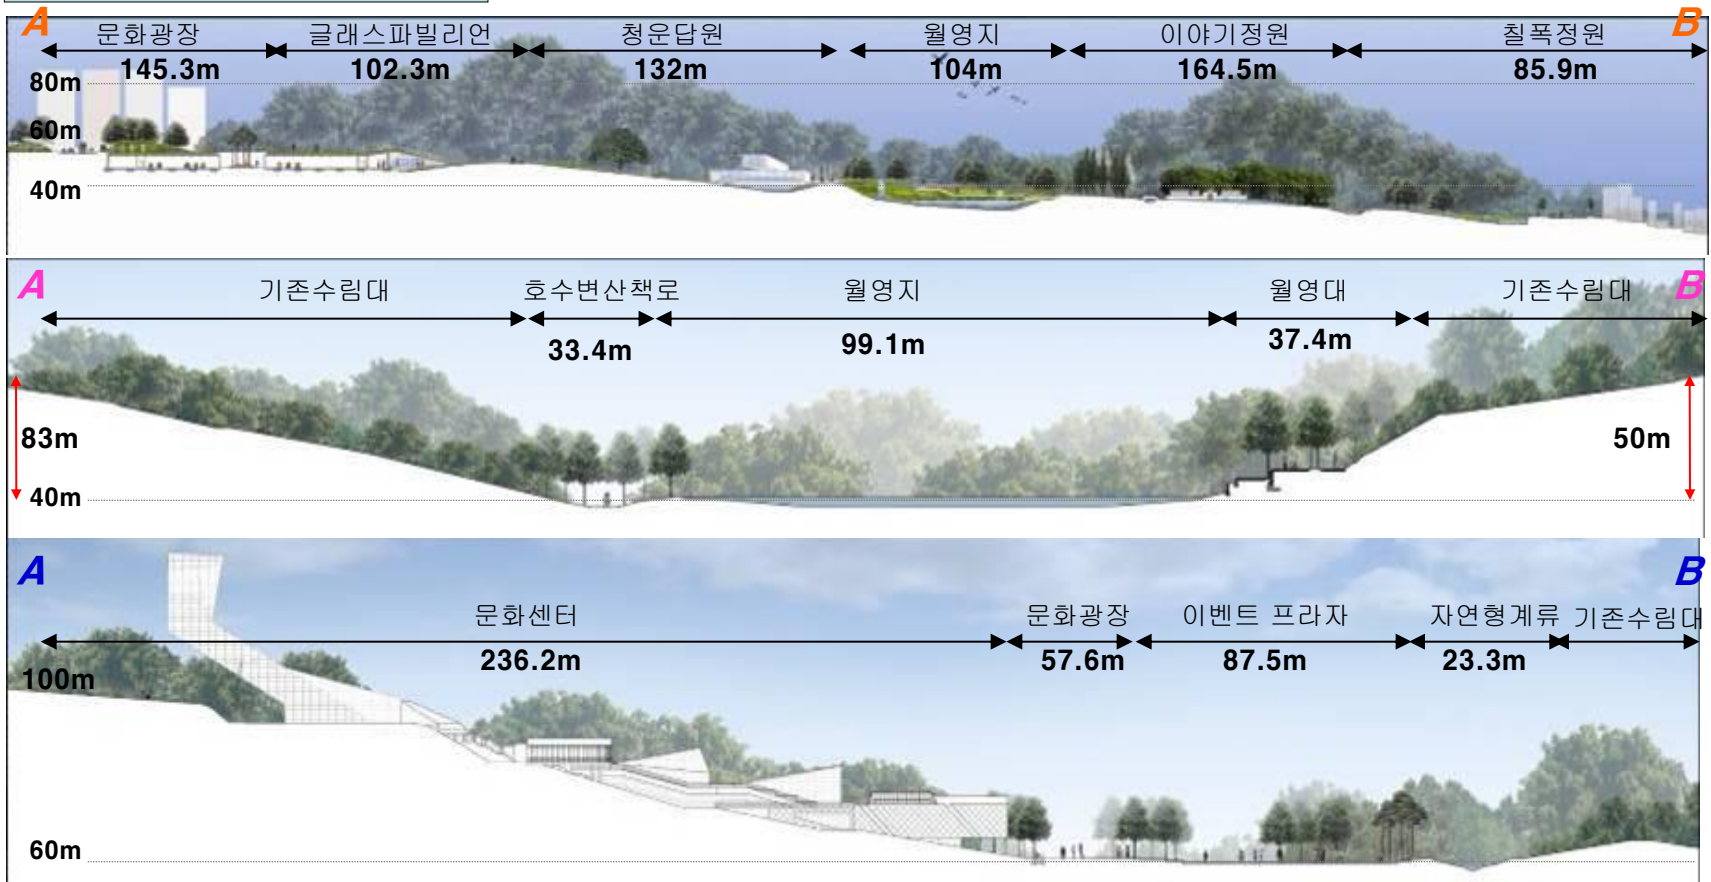 A 문화광장 글래스파빌리언 청운답원 월영지 이야기정원 칠폭정원 B
145.3m 102.3m 132m 104m 164.5m 85.9m
80m
60m
40m
A 기존수림대 호수변산책로 월영지 월영대 기존수림대 B
33.4m 99.1m 37.4m
83m 50m
40m
A B
문화센터 문화광장 이벤트 프라자 자연형계류 기존수림대
236.2m 57.6m 87.5m 23.3m
100m
60m